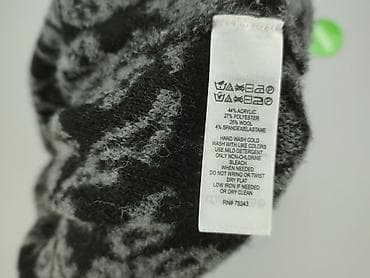 44% ACRYLIC
27% POLYESTER
25% WOOL
4% SPANDEX/ELASTANE
HAND WASH COLD
WASH WITH LIKE COLORS
USE MILD DETERGENT
ONLY NON-CHLORINE
BLEACH
WHEN NEEDED
DO NOT WRING OR TWIST
DRY FLAT
LOW IRON IF NEEDED
OR DRY CLEAN
RN# 75343